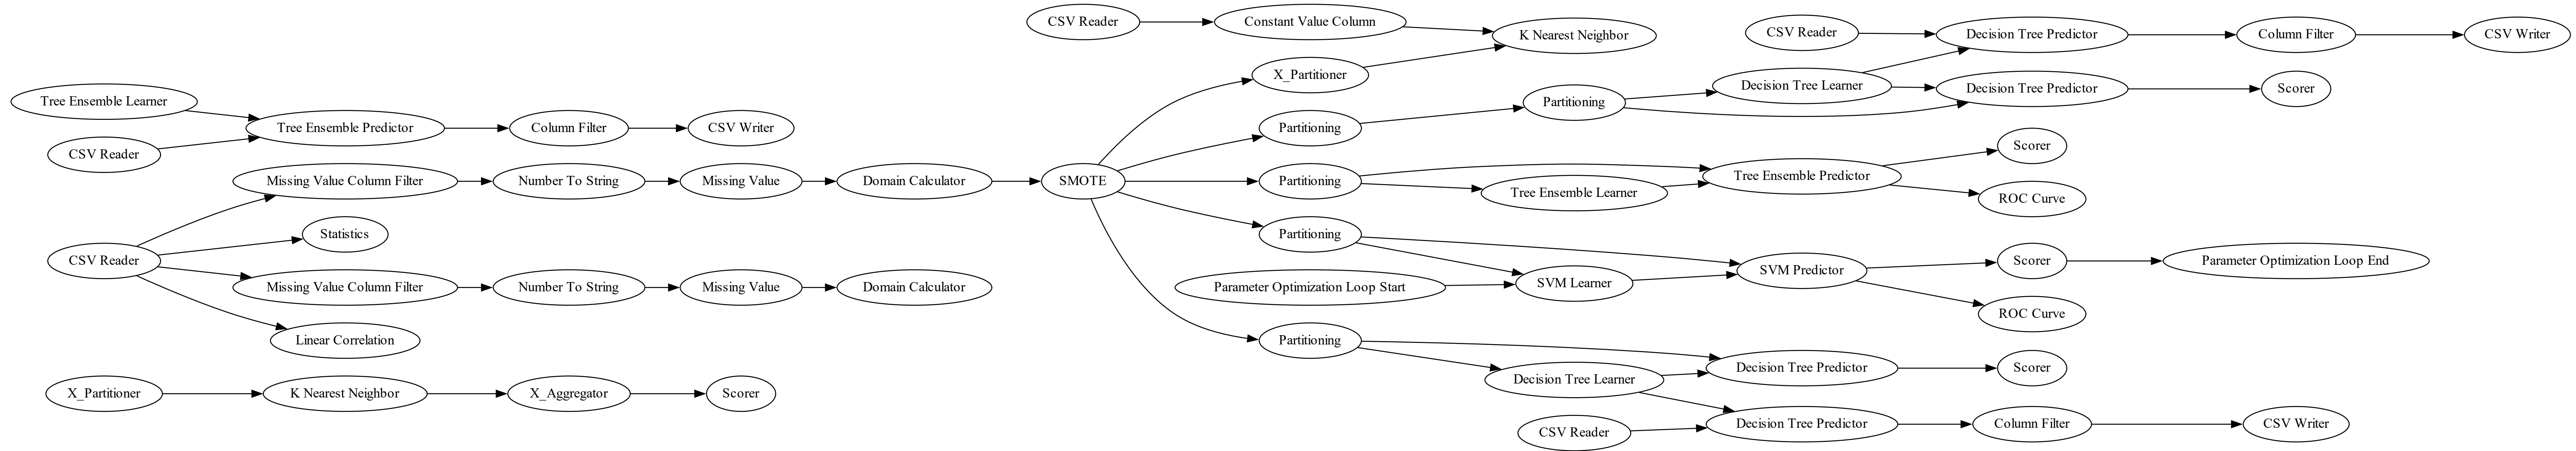 CSV Reader
Constant Value Column
K Nearest Neighbor
CSV Reader
Decision Tree Predictor
Column Filter
CSV Writer
X_Partitioner
Decision Tree Learner
Decision Tree Predictor
Scorer
Tree Ensemble Learner
Partitioning
Tree Ensemble Predictor
Column Filter
CSV Writer
Partitioning
CSV Reader
Scorer
Missing Value Column Filter
Number To String
Missing Value
Domain Calculator
SMOTE
Partitioning
Tree Ensemble Learner
Tree Ensemble Predictor
ROC Curve
Statistics
Partitioning
CSV Reader
SVM Predictor
Scorer
Parameter Optimization Loop End
Missing Value Column Filter
Number To String
Missing Value
Domain Calculator
Parameter Optimization Loop Start
SVM Learner
ROC Curve
Linear Correlation
Partitioning
Decision Tree Predictor
Scorer
X_Partitioner
K Nearest Neighbor
X_Aggregator
Scorer
Decision Tree Learner
CSV Reader
Decision Tree Predictor
Column Filter
CSV Writer